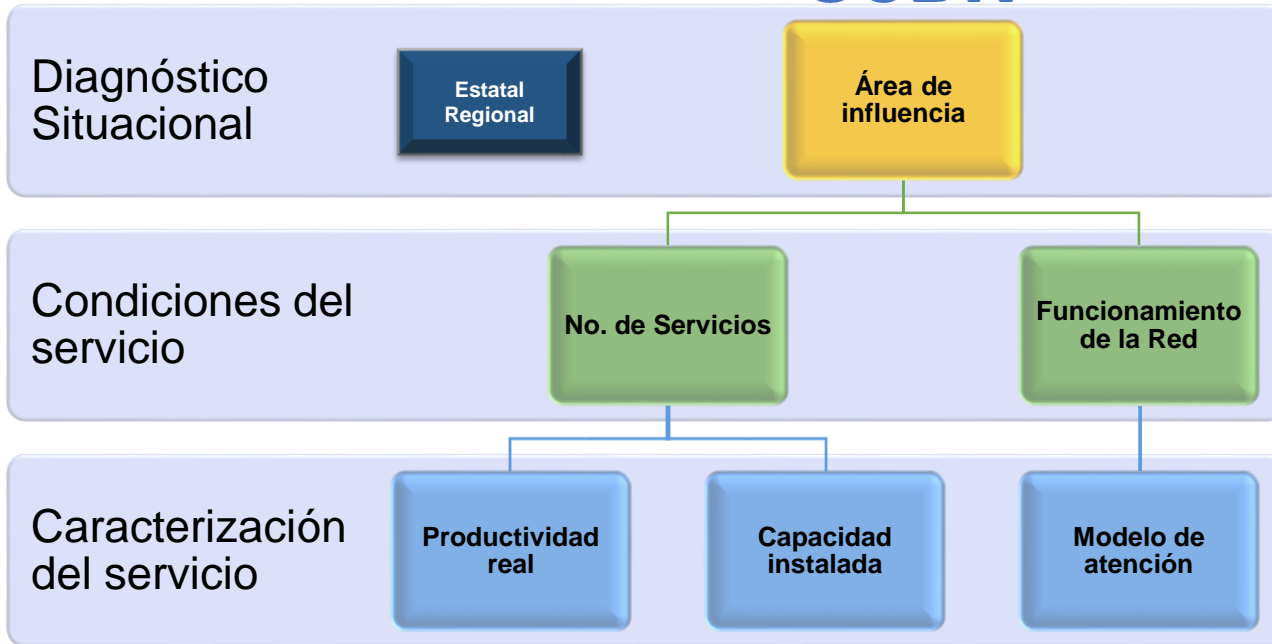 Diagnóstico
Situacional
Estatal
Regional
Área de
influencia
Condiciones del
servicio
No. de Servicios
Funcionamiento
de la Red
Caracterización
del servicio
Productividad
real
Capacidad
instalada
Modelo de
atención